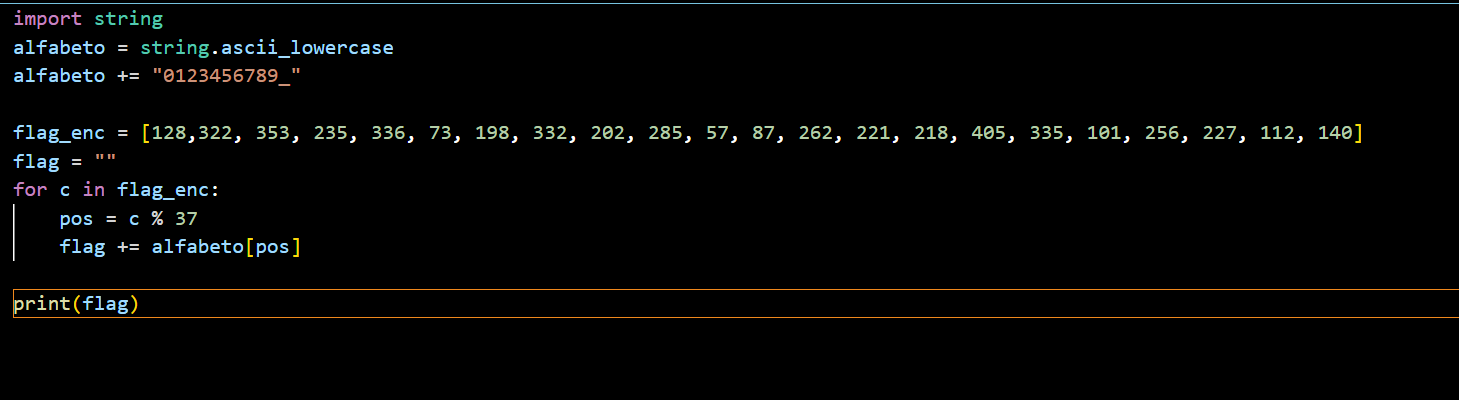 import string
alfabeto = string.ascii_lowercase
alfabeto += "0123456789_"
flag_enc = [128,322, 353, 235, 336, 73, 198, 332, 202, 285, 57, 87, 262, 221, 218, 405, 335, 101, 256, 227, 112, 140]
flag = ""
for c in flag_enc:
    pos = c % 37
    flag += alfabeto[pos]
print(flag)